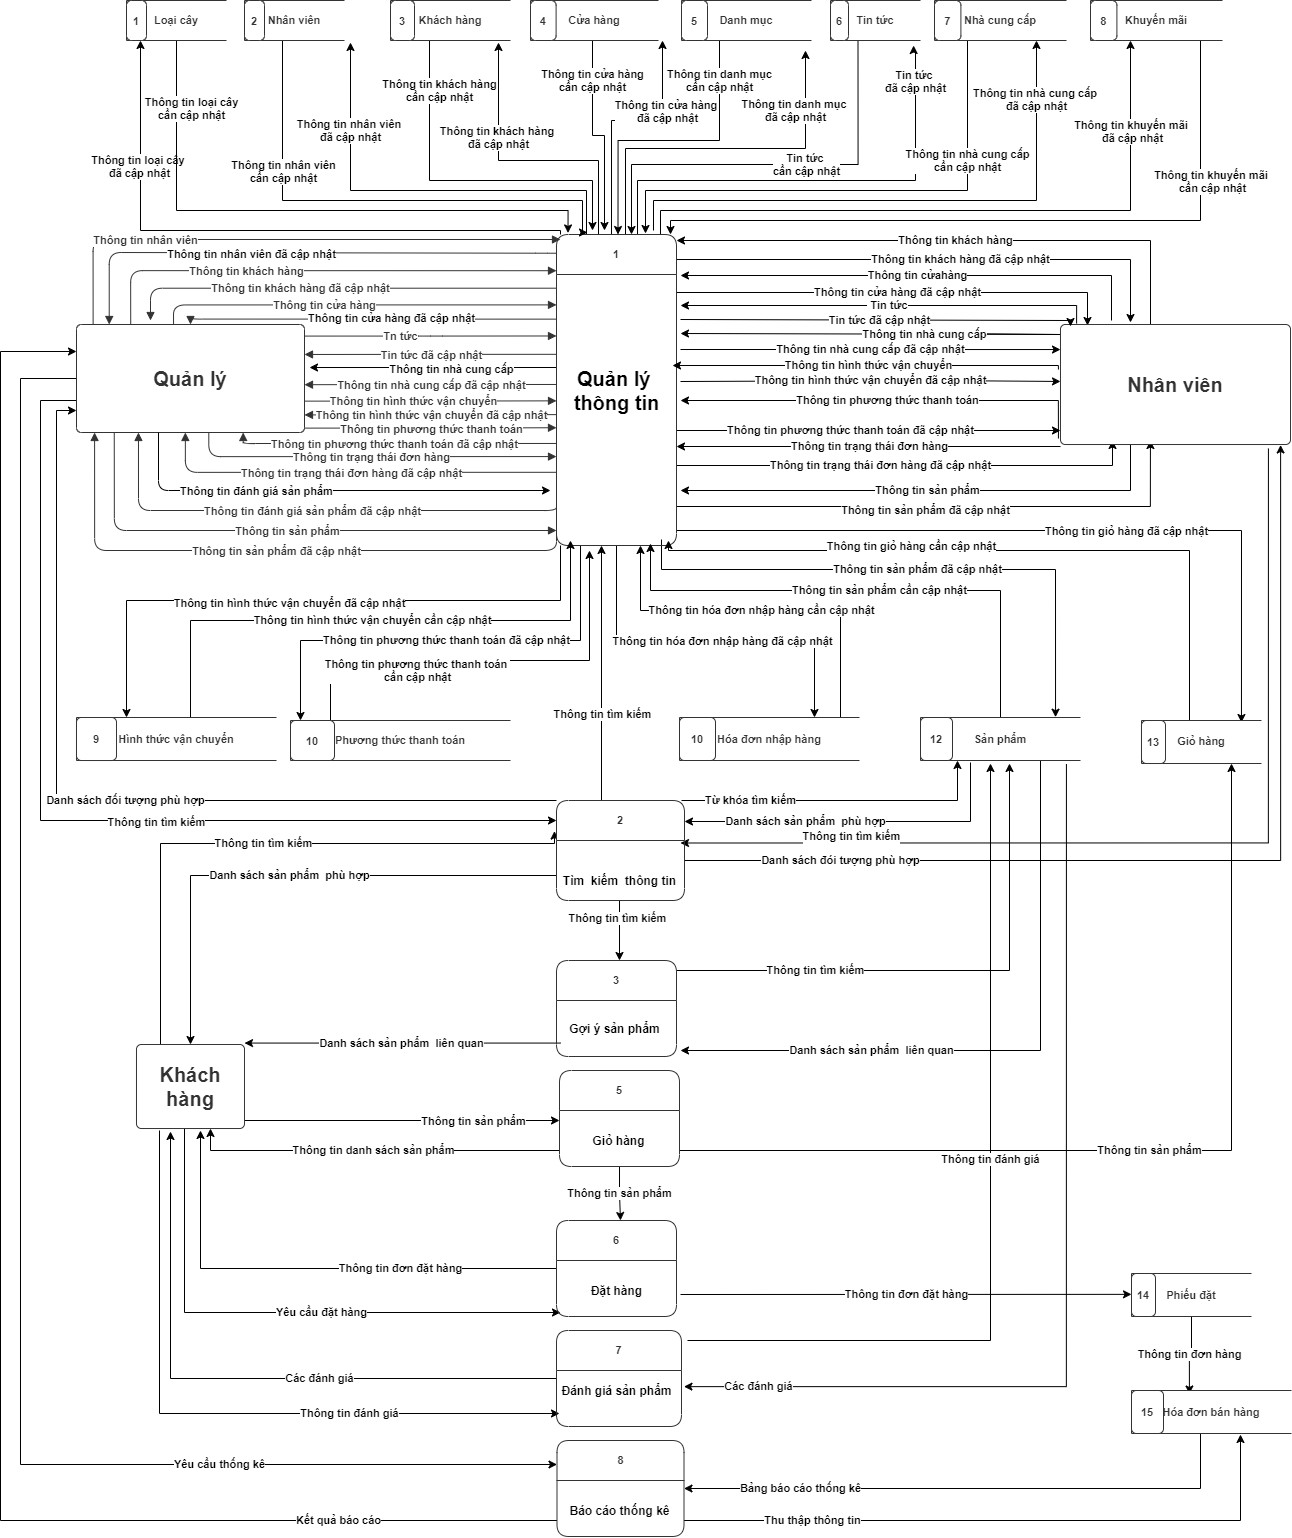 1 Loại cây
2 Nhân viên
3 Khách hàng
4 Cửa hàng
5 Danh mục
6 Tin tức
7 Nhà cung cấp
8 Khuyến mãi
Thông tin loại cây
cần cập nhật
Thông tin loại cây
đã cập nhật
Thông tin nhân viên
đã cập nhật
Thông tin nhân viên
cần cập nhật
Thông tin khách hàng
cần cập nhật
Thông tin khách hàng
đã cập nhật
Thông tin cửa hàng
cần cập nhật
Thông tin cửa hàng
đã cập nhật
Thông tin danh mục
cần cập nhật
Thông tin danh mục
đã cập nhật
Tin tức
cần cập nhật
Tin tức
đã cập nhật
Thông tin nhà cung cấp
đã cập nhật
Thông tin nhà cung cấp
cần cập nhật
Thông tin khuyến mãi
đã cập nhật
Thông tin khuyến mãi
cần cập nhật
Thông tin nhân viên
Thông tin nhân viên đã cập nhật
Thông tin khách hàng
Thông tin khách hàng đã cập nhật
Thông tin cửa hàng
Thông tin cửa hàng đã cập nhật
Tn tức
Tin tức đã cập nhật
Thông tin nhà cung cấp
Thông tin nhà cung cấp đã cập nhật
Thông tin hình thức vận chuyển
Thông tin hình thức vận chuyển đã cập nhật
Thông tin phương thức thanh toán
Thông tin phương thức thanh toán đã cập nhật
Thông tin trạng thái đơn hàng
Thông tin trạng thái đơn hàng đã cập nhật
Thông tin đánh giá sản phẩm
Thông tin đánh giá sản phẩm đã cập nhật
Thông tin sản phẩm
Thông tin sản phẩm đã cập nhật
Quản lý
1
Quản lý
thông tin
Nhân viên
Thông tin khách hàng
Thông tin khách hàng đã cập nhật
Thông tin cửahàng
Thông tin cửa hàng đã cập nhật
Tin tức
Tin tức đã cập nhật
Thông tin nhà cung cấp
Thông tin nhà cung cấp đã cập nhật
Thông tin hình thức vận chuyển
Thông tin hình thức vận chuyển đã cập nhật
Thông tin phương thức thanh toán
Thông tin phương thức thanh toán đã cập nhật
Thông tin trạng thái đơn hàng
Thông tin trạng thái đơn hàng đã cập nhật
Thông tin sản phẩm
Thông tin sản phẩm đã cập nhật
Thông tin giỏ hàng đã cập nhật
Thông tin giỏ hàng cần cập nhật
Thông tin sản phẩm đã cập nhật
Thông tin sản phẩm cần cập nhật
Thông tin hóa đơn nhập hàng cần cập nhật
Thông tin hóa đơn nhập hàng đã cập nhật
Thông tin hình thức vận chuyển đã cập nhật
Thông tin hình thức vận chuyển cần cập nhật
Thông tin phương thức thanh toán đã cập nhật
Thông tin phương thức thanh toán
cần cập nhật
Thông tin tìm kiếm
9 Hình thức vận chuyển
10 Phương thức thanh toán
10 Hóa đơn nhập hàng
12 Sản phẩm
13 Giỏ hàng
Danh sách đối tượng phù hợp
Thông tin tìm kiếm
Thông tin tìm kiếm
Danh sách sản phẩm phù hợp
2
Tìm kiếm thông tin
Từ khóa tìm kiếm
Danh sách sản phẩm phù hợp
Thông tin tìm kiếm
Danh sách đói tượng phù hợp
Thông tin tìm kiếm
3
Gợi ý sản phẩm
Thông tin tìm kiếm
Danh sách sản phẩm liên quan
Danh sách sản phẩm liên quan
Khách
hàng
5
Giỏ hàng
Thông tin sản phẩm
Thông tin danh sách sản phẩm
Thông tin sản phẩm
Thông tin đánh giá
Thông tin sản phẩm
6
Đặt hàng
Thông tin đơn đặt hàng
Yêu cầu đặt hàng
Thông tin đơn đặt hàng
14 Phiếu đặt
Thông tin đơn hàng
7
Đánh giá sản phẩm
Các đánh giá
Thông tin đánh giá
Các đánh giá
15 Hóa đơn bán hàng
8
Báo cáo thống kê
Yêu cầu thống kê
Kết quả báo cáo
Bảng báo cáo thống kê
Thu thập thông tin